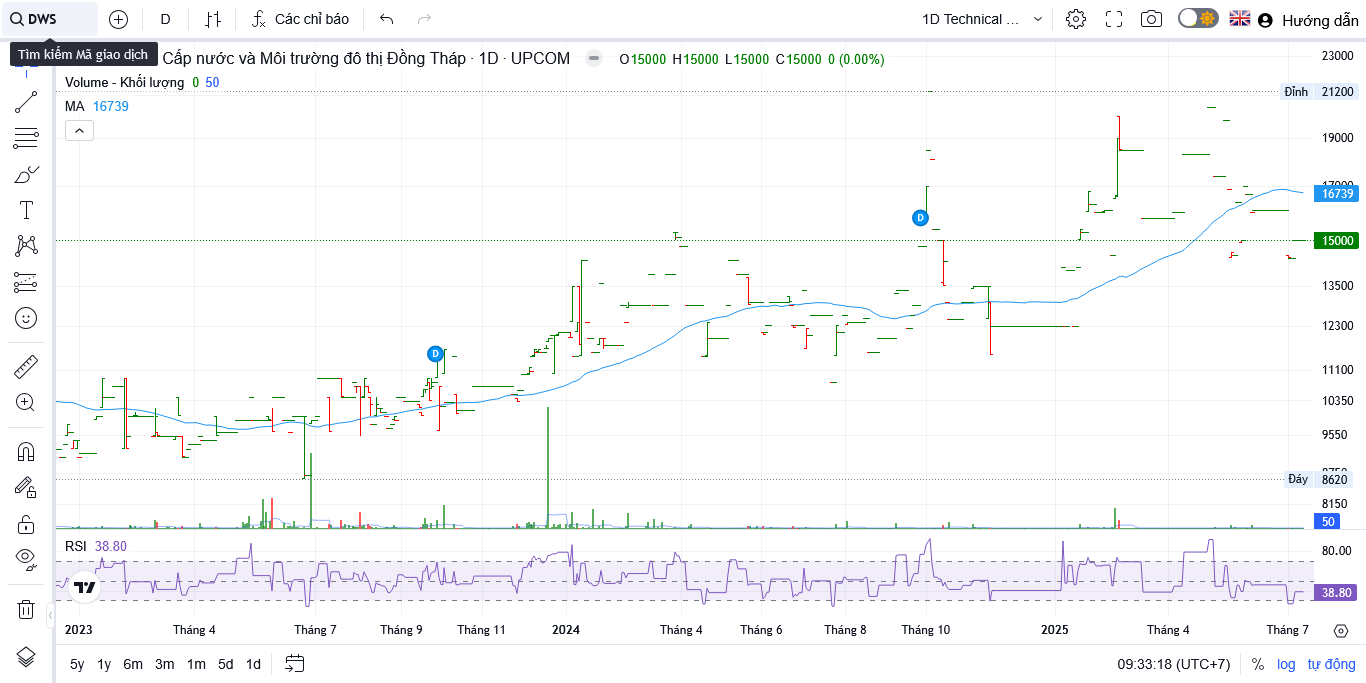 DWS
D
Các chỉ báo
1D Technical ...
Hướng dẫn
Tìm kiếm Mã giao dịch
Cấp nước và Môi trường đô thị Đồng Tháp · 1D · UPCOM
O15000 H15000 L15000 C15000 0 (0.00%)
Volume - Khối lượng 0 50
MA 16739
23000
Đỉnh 21200
19000
17000
16739
15000
13500
12300
11100
10350
9550
8750
Đáy 8620
8150
50
D
D
RSI 38.80
80.00
38.80
2023 Tháng 4 Tháng 7 Tháng 9 Tháng 11 2024 Tháng 4 Tháng 6 Tháng 8 Tháng 10 2025 Tháng 4 Tháng 7
5y 1y 6m 3m 1m 5d 1d
09:33:18 (UTC+7) % log tự động